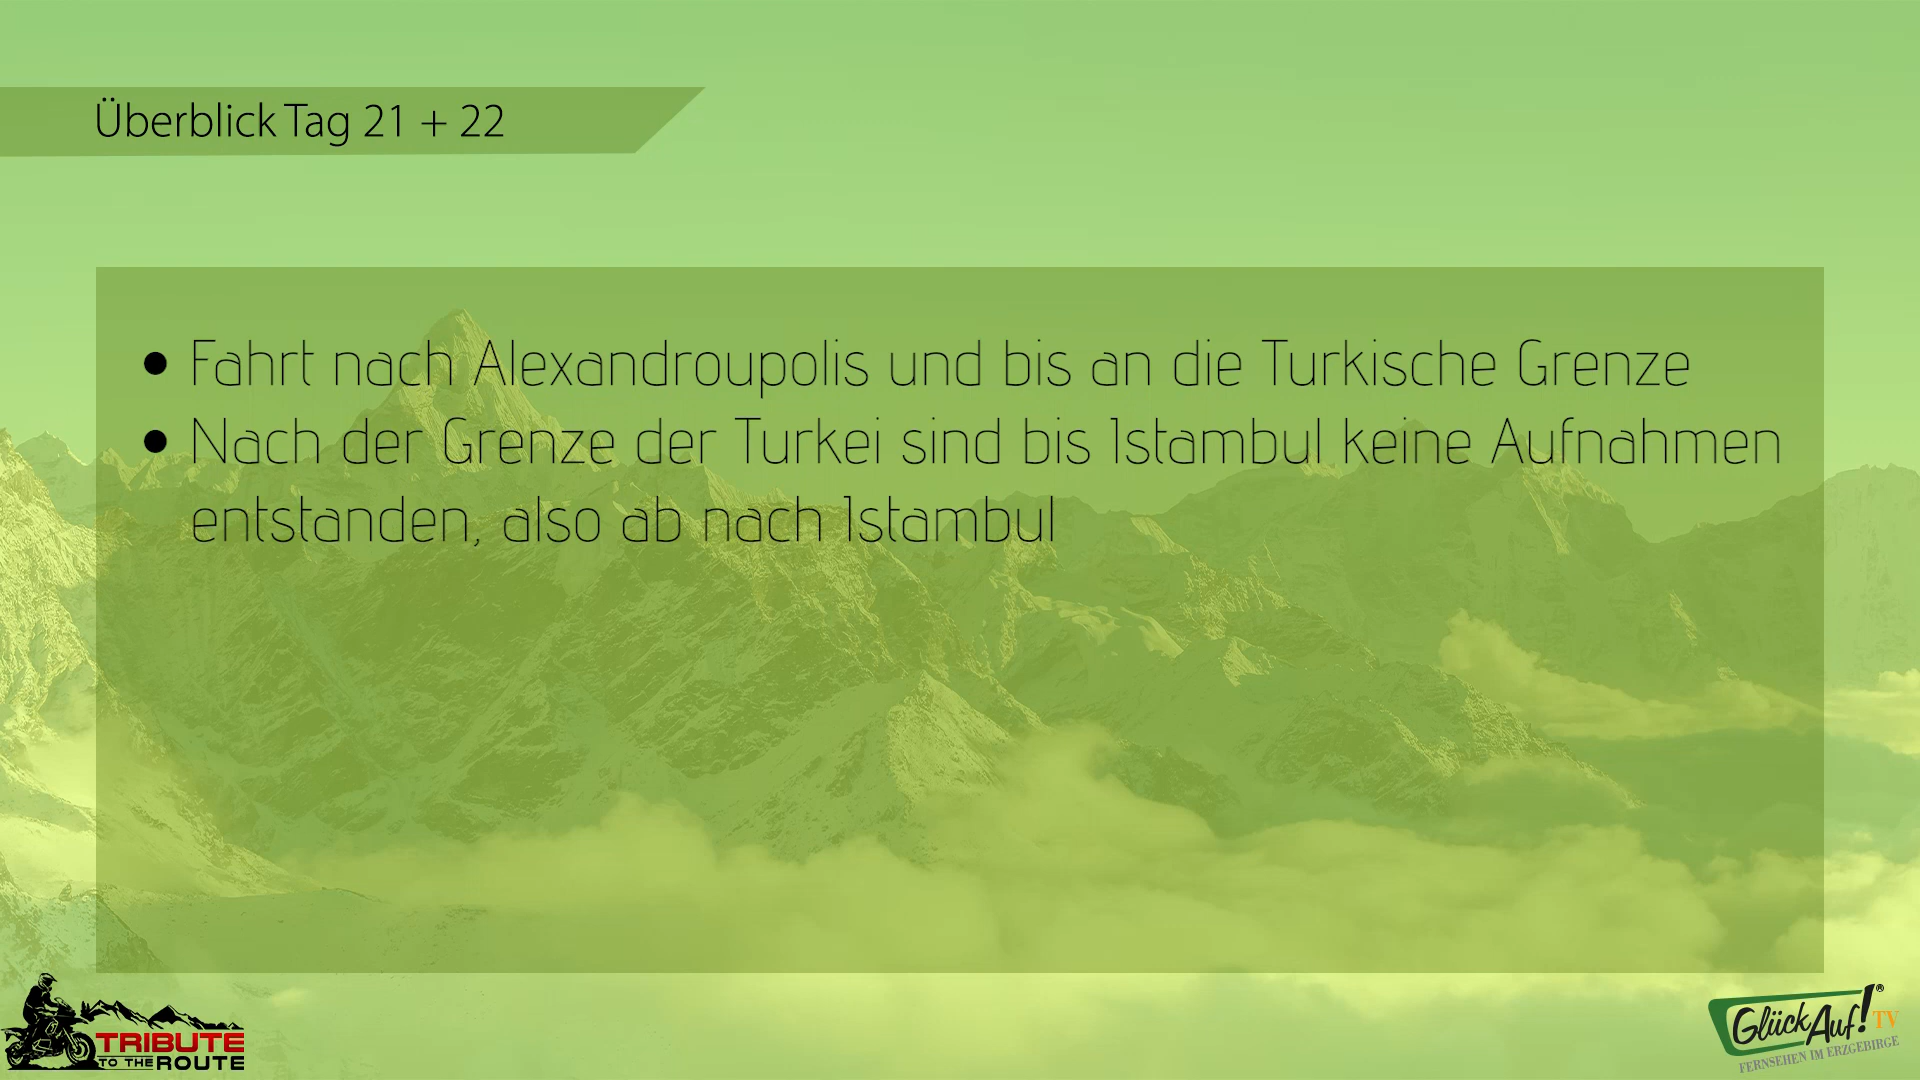 Überblick Tag 21 + 22
• Fahrt nach Alexandroupolis und bis an die Turkische Grenze
• Nach der Grenze der Turkei sind bis Istambul keine Aufnahmen
entstanden, also ab nach Istambul
TRIBUTE
TO THE ROUTE
GlückAuf! ® TV
FERNSEHEN IM ERZGEBIRGE